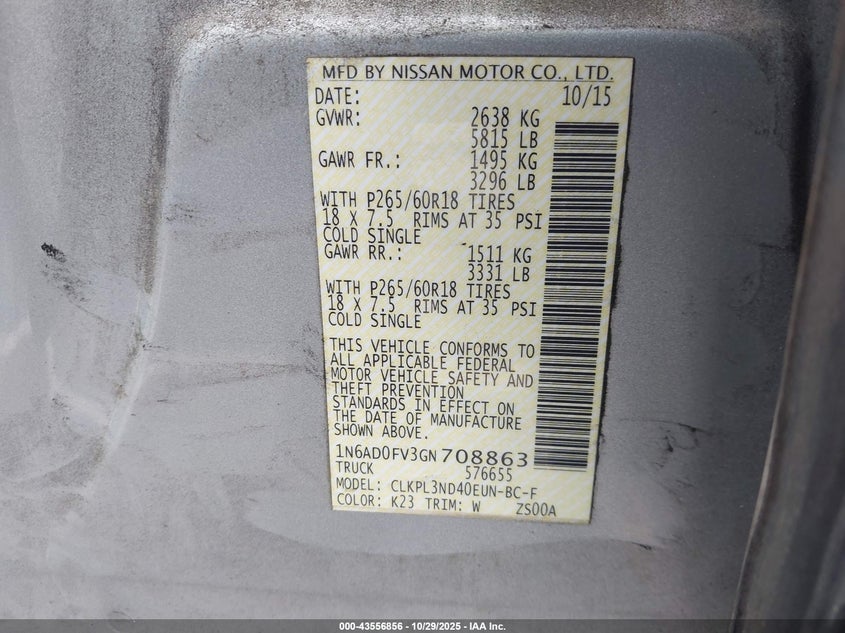 MFD BY NISSAN MOTOR CO., LTD.
DATE: 10/15
GVWR: 2638 KG
5815 LB
GAWR FR.: 1495 KG
3296 LB
WITH P265/60R18 TIRES
18 X 7.5 RIMS AT 35 PSI
COLD SINGLE
GAWR RR.: 1511 KG
3331 LB
WITH P265/60R18 TIRES
18 X 7.5 RIMS AT 35 PSI
COLD SINGLE
THIS VEHICLE CONFORMS TO
ALL APPLICABLE FEDERAL
MOTOR VEHICLE SAFETY AND
THEFT PREVENTION
STANDARDS IN EFFECT ON
THE DATE OF MANUFACTURE
SHOWN ABOVE.
1N6AD0FV3GN708863
TRUCK 576655
MODEL: CLKPL3ND40EUN-BC-F
COLOR: K23 TRIM: W ZS00A
000-43556856 / 10/29/2025 - IAA Inc.